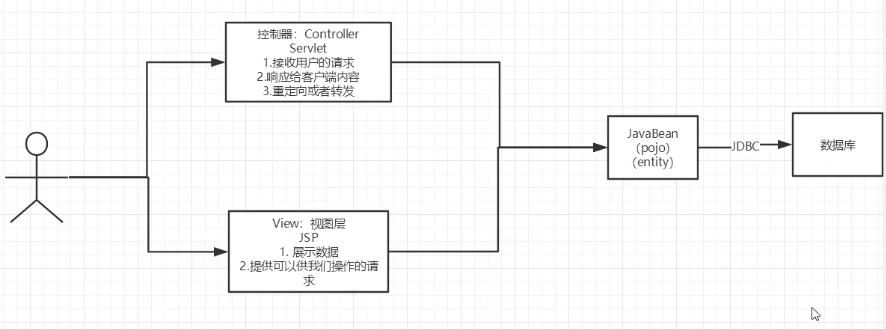 控制器：Controller
Servlet
1.接收用户的请求
2.响应给客户端内容
3.重定向或者转发
View：视图层
JSP
1. 展示数据
2.提供可以供我们操作的请
求
JavaBean
（pojo）
（entity）
JDBC
数据库